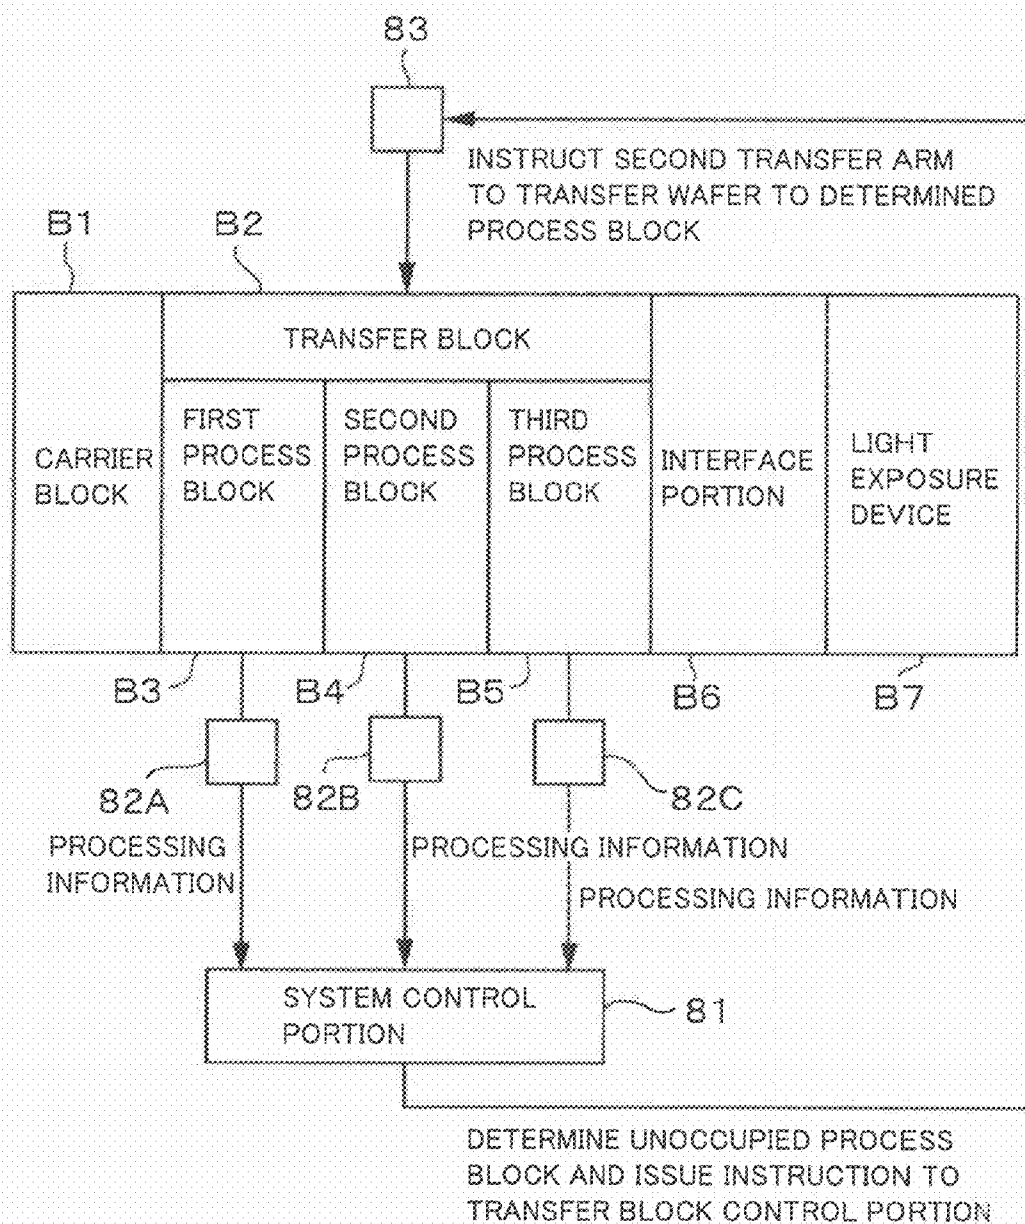 83
INSTRUCT SECOND TRANSFER ARM
TO TRANSFER WAFER TO DETERMINED
PROCESS BLOCK
B1
B2
TRANSFER BLOCK
CARRIER
BLOCK
FIRST
PROCESS
BLOCK
SECOND
PROCESS
BLOCK
THIRD
PROCESS
BLOCK
INTERFACE
PORTION
LIGHT
EXPOSURE
DEVICE
B3
B4
B5
B6
B7
82A
82B
82C
PROCESSING
INFORMATION
PROCESSING INFORMATION
PROCESSING INFORMATION
SYSTEM CONTROL
PORTION
81
DETERMINE UNOCCUPIED PROCESS
BLOCK AND ISSUE INSTRUCTION TO
TRANSFER BLOCK CONTROL PORTION